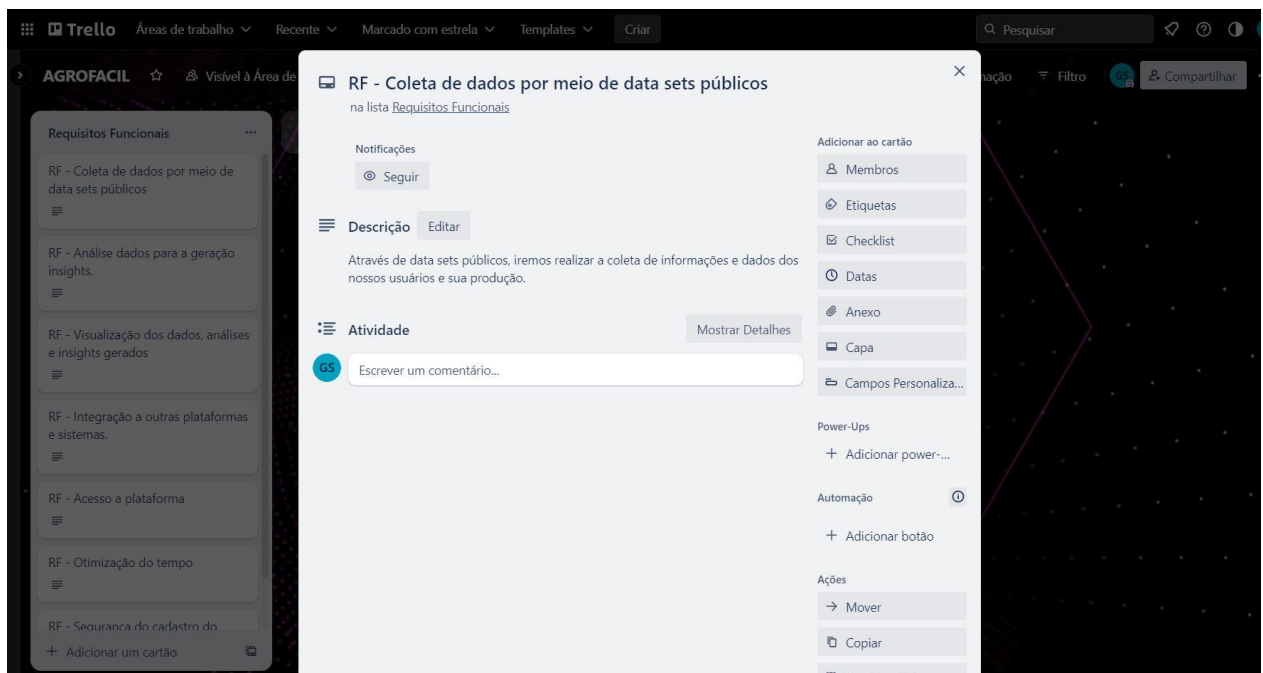 Trello
Áreas de trabalho
Recente
Marcado com estrela
Templates
Criar
Pesquisar
AGROFACIL
Visível à Área de
Filtro
GS
Compartilhar
Requisitos Funcionais
RF - Coleta de dados por meio de
data sets públicos
RF - Análise dados para a geração
insights.
RF - Visualização dos dados, análises
e insights gerados
RF - Integração a outras plataformas
e sistemas.
RF - Acesso a plataforma
RF - Otimização do tempo
RF - Segurança do cadastro do
Adicionar um cartão
RF - Coleta de dados por meio de data sets públicos
na lista Requisitos Funcionais
Notificações
Seguir
Descrição
Editar
Através de data sets públicos, iremos realizar a coleta de informações e dados dos
nossos usuários e sua produção.
Atividade
Mostrar Detalhes
GS
Escrever um comentário...
Adicionar ao cartão
Membros
Etiquetas
Checklist
Datas
Anexo
Capa
Campos Personaliza...
Power-Ups
Adicionar power-...
Automação
Adicionar botão
Ações
Mover
Copiar